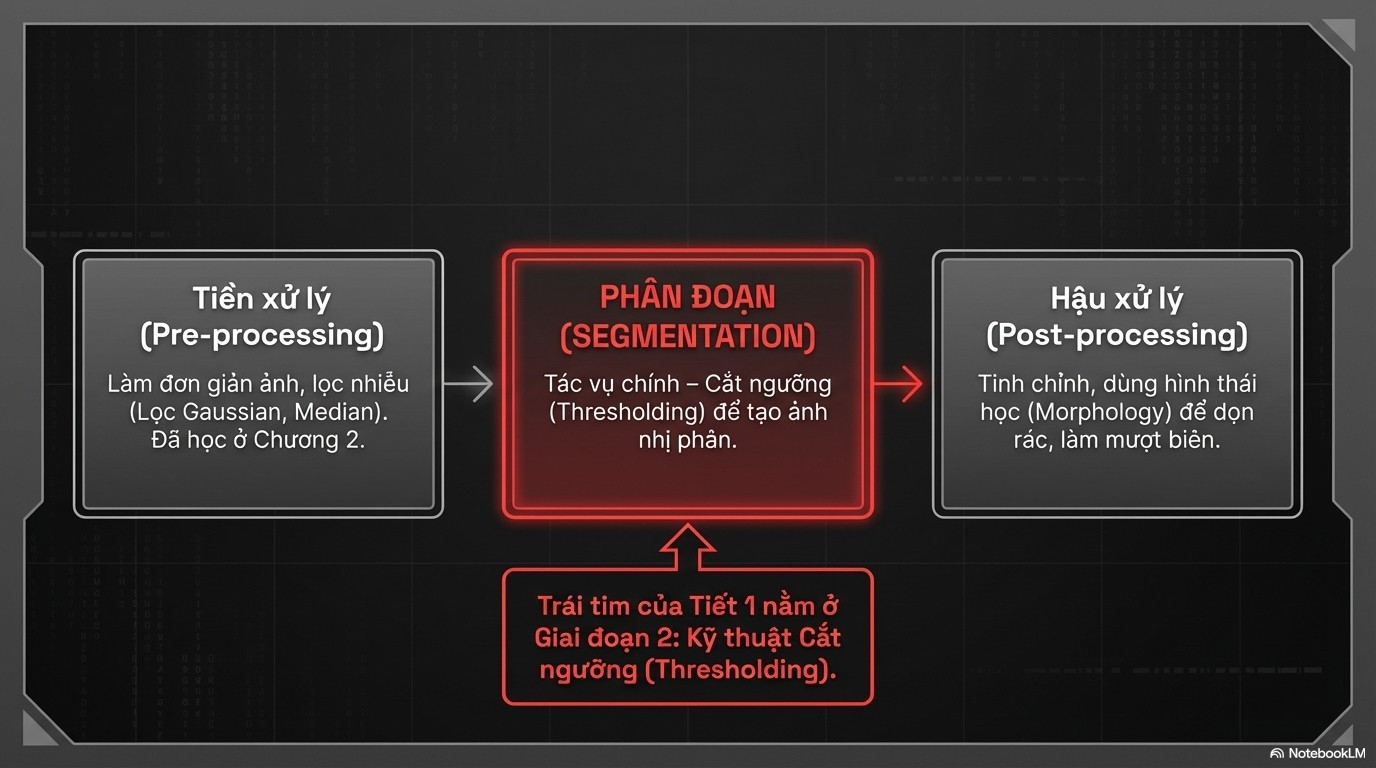 Tiền xử lý
(Pre-processing)
Làm đơn giản ảnh, lọc nhiễu
(Lọc Gaussian, Median).
Đã học ở Chương 2.
PHÂN ĐOẠN
(SEGMENTATION)
Tác vụ chính – Cắt ngưỡng
(Thresholding) để tạo ảnh
nhị phân.
Hậu xử lý
(Post-processing)
Tinh chỉnh, dùng hình thái
học (Morphology) để dọn
rác, làm mượt biên.
Trái tim của Tiết 1 nằm ở
Giai đoạn 2: Kỹ thuật Cắt
ngưỡng (Thresholding).
NotebookLM